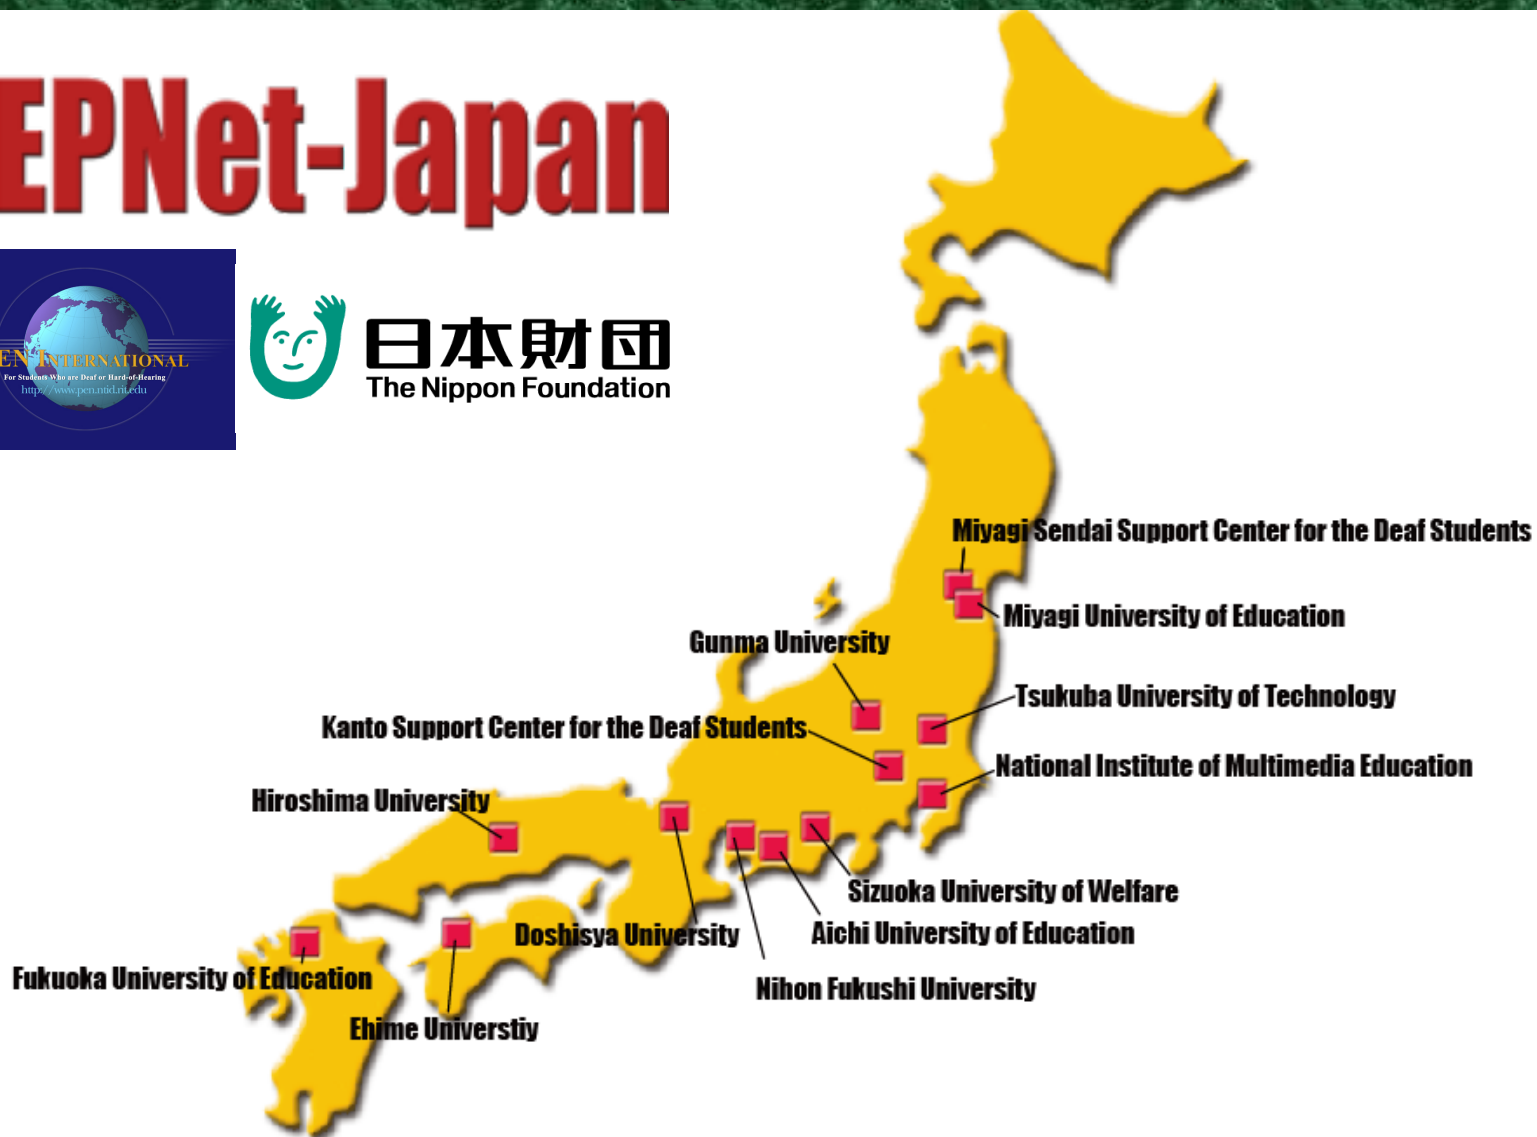 EPNet-Japan
EN INTERNATIONAL
For Students Who are Deaf or Hard-of-Hearing
http://www.pen.ntid.rit.edu
日本財団
The Nippon Foundation
Miyagi Sendai Support Center for the Deaf Students
Miyagi University of Education
Gunma University
Tsukuba University of Technology
Kanto Support Center for the Deaf Students
National Institute of Multimedia Education
Hiroshima University
Sizuoka University of Welfare
Doshisya University
Aichi University of Education
Fukuoka University of Education
Nihon Fukushi University
Ehime Universtiy